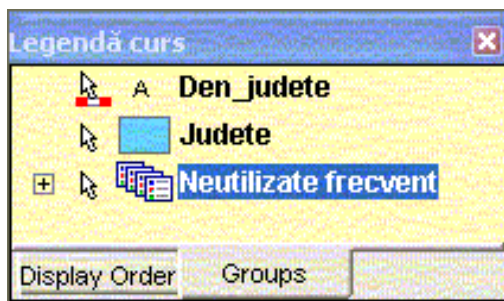 Legendă curs
A Den_judete
Judete
Neutilizate frecvent
Display Order Groups